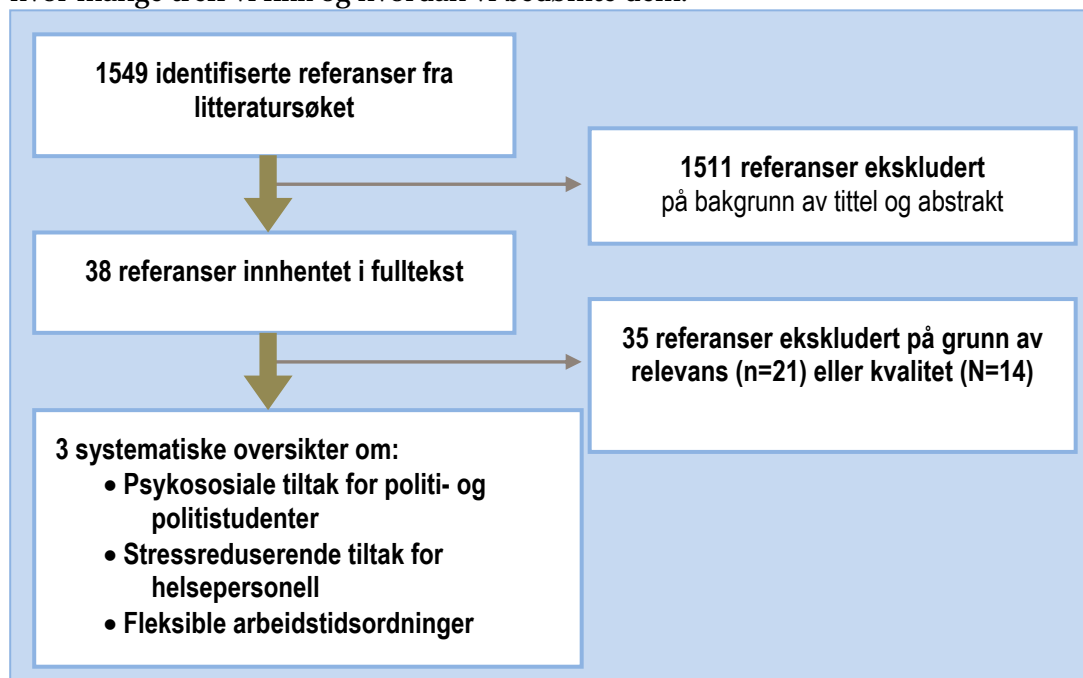 hvor mange treff vi fikk og hvordan vi bedømte dem.
1549 identifiserte referanser fra
litteratursøket
1511 referanser ekskludert
på bakgrunn av tittel og abstrakt
38 referanser innhentet i fulltekst
35 referanser ekskludert på grunn av
relevans (n=21) eller kvalitet (N=14)
3 systematiske oversikter om:
• Psykososiale tiltak for politi- og
politistudenter
• Stressreduserende tiltak for
helsepersonell
• Fleksible arbeidstidsordninger